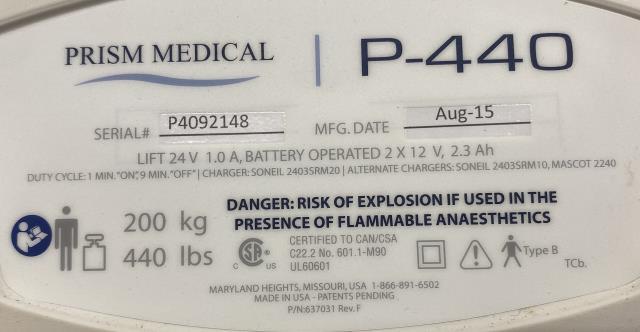 PRISM MEDICAL | P-440
SERIAL# P4092148 MFG. DATE Aug-15
LIFT 24 V 1.0 A, BATTERY OPERATED 2 X 12 V, 2.3 Ah
DUTY CYCLE: 1 MIN."ON", 9 MIN."OFF" | CHARGER: SONEIL 2403SRM20 | ALTERNATE CHARGERS: SONEIL 2403SRM10, MASCOT 2240
DANGER: RISK OF EXPLOSION IF USED IN THE
PRESENCE OF FLAMMABLE ANAESTHETICS
200 kg
440 lbs
C SA US
CERTIFIED TO CAN/CSA
C22.2 No. 601.1-M90
UL60601
Type B
TCb.
MARYLAND HEIGHTS, MISSOURI, USA 1-866-891-6502
MADE IN USA - PATENTS PENDING
P/N:637031 Rev. F